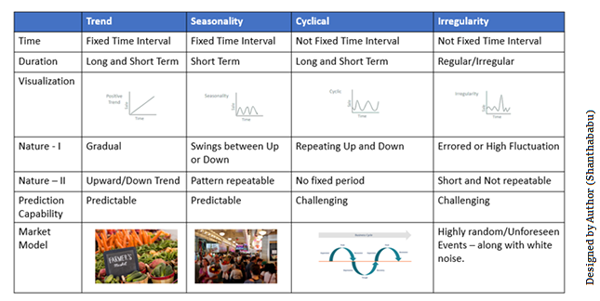 Trend
Seasonality
Cyclical
Irregularity
Time
Fixed Time Interval
Fixed Time Interval
Not Fixed Time Interval
Not Fixed Time Interval
Duration
Long and Short Term
Short Term
Long and Short Term
Regular/Irregular
Visualization
Positive
Trend
Time
Seasonality
Time
Cyclic
Time
Irregularity
Time
Nature - I
Gradual
Swings between Up
or Down
Repeating Up and Down
Errored or High Fluctuation
Nature – II
Upward/Down Trend
Pattern repeatable
No fixed period
Short and Not repeatable
Prediction
Capability
Predictable
Predictable
Challenging
Challenging
Market
Model
FARMER'S
Market
Highly random/Unforeseen
Events – along with white
noise.
Designed by Author (Shanthababu)